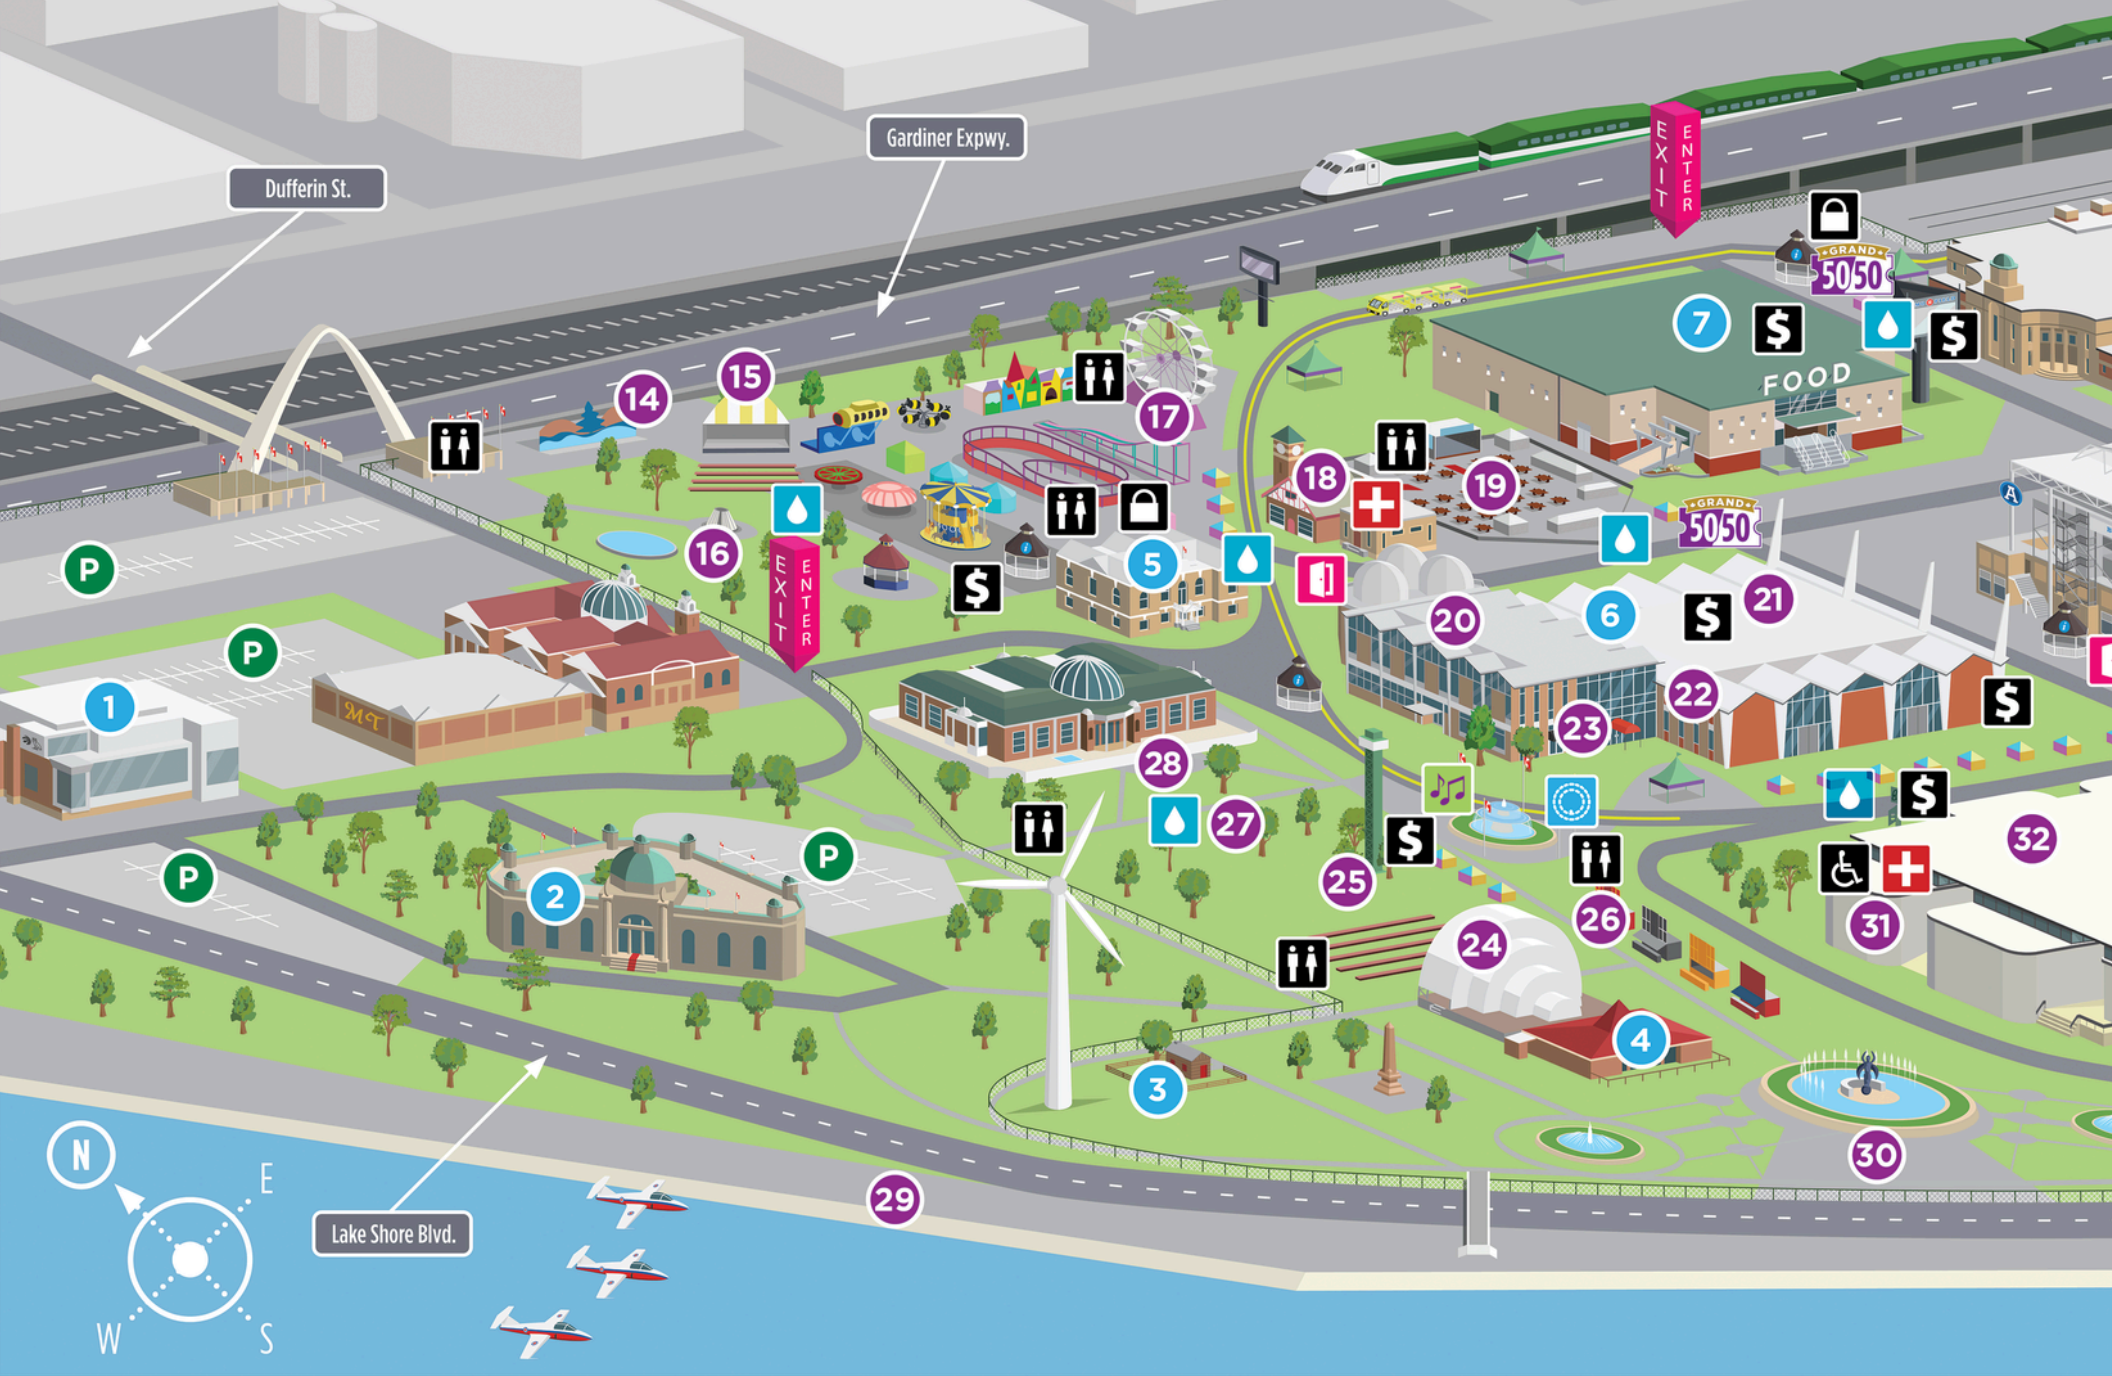 Gardiner Expwy.
Dufferin St.
EXIT
ENTER
GRAND
50/50
7
$
$
FOOD
15
14
17
18
19
GRAND
50/50
16
EXIT
ENTER
5
$
P
P
A
20
6
$
21
22
23
$
1
MT
28
27
$
$
25
32
P
P
2
24
26
31
4
3
30
29
N
E
W
S
Lake Shore Blvd.
i
i
i
i